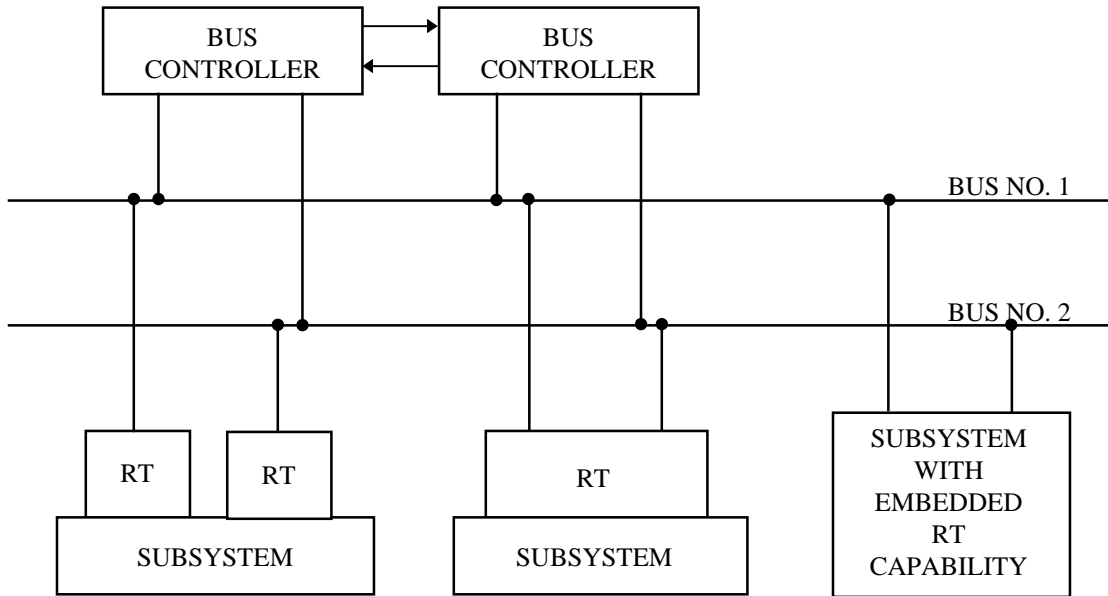 BUS
CONTROLLER
BUS
CONTROLLER
BUS NO. 1
BUS NO. 2
RT
RT
SUBSYSTEM
RT
SUBSYSTEM
SUBSYSTEM
WITH
EMBEDDED
RT
CAPABILITY